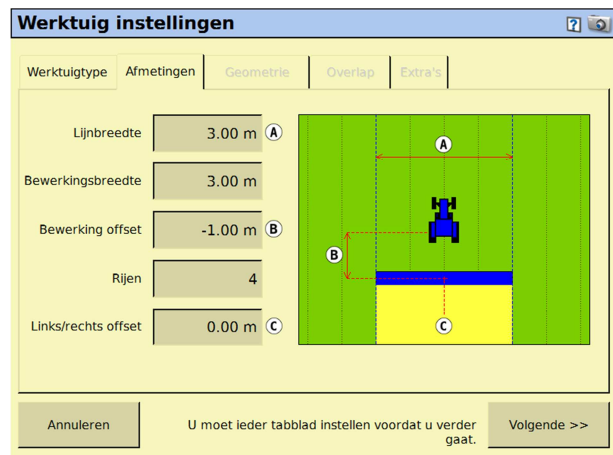 Werktuig instellingen
?
Werktuigtype Afmetingen Geometrie Overlap Extra's
Lijnbreedte 3.00 m A
Bewerkingsbreedte 3.00 m
Bewerking offset -1.00 m B
Rijen 4
Links/rechts offset 0.00 m C
A
B
C
Annuleren
U moet ieder tabblad instellen voordat u verder
gaat.
Volgende >>